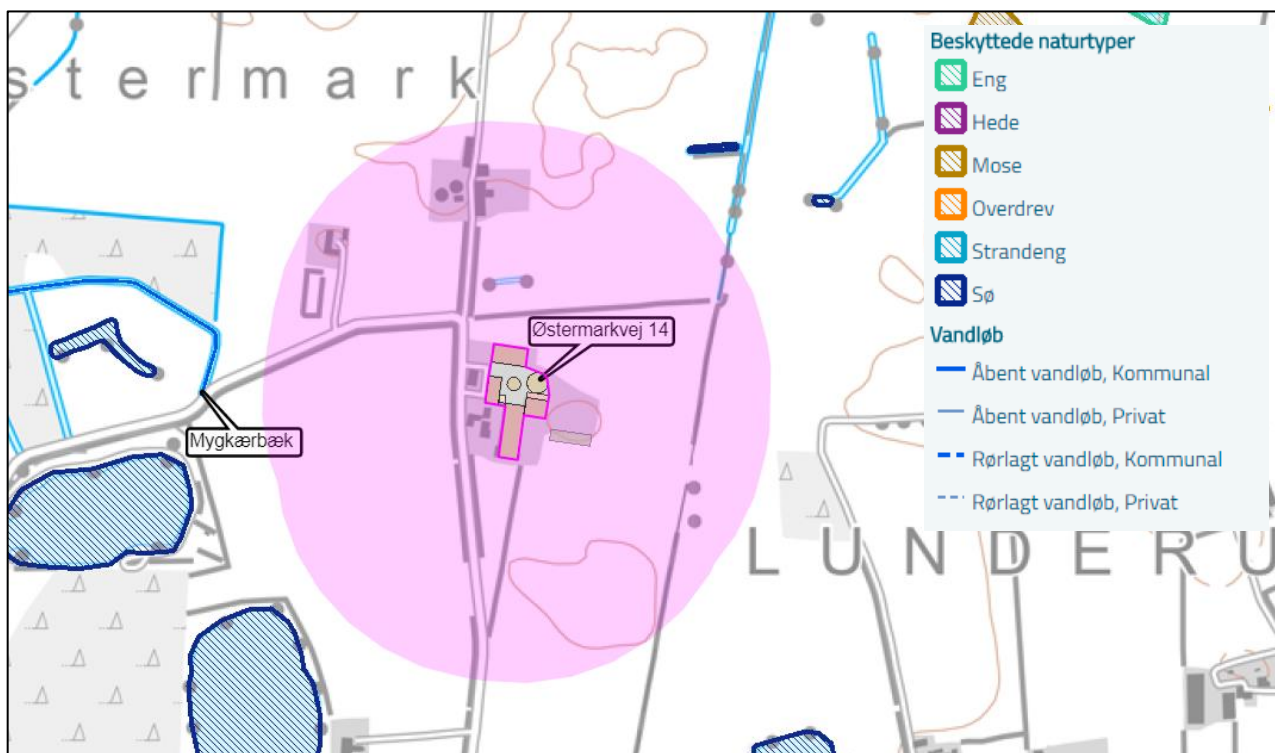 stermark
Østermarkvej 14
Mygkærbæk
LUNDERU
Beskyttede naturtyper
Eng
Hede
Mose
Overdrev
Strandeng
Sø
Vandløb
Åbent vandløb, Kommunal
Åbent vandløb, Privat
Rørlagt vandløb, Kommunal
Rørlagt vandløb, Privat